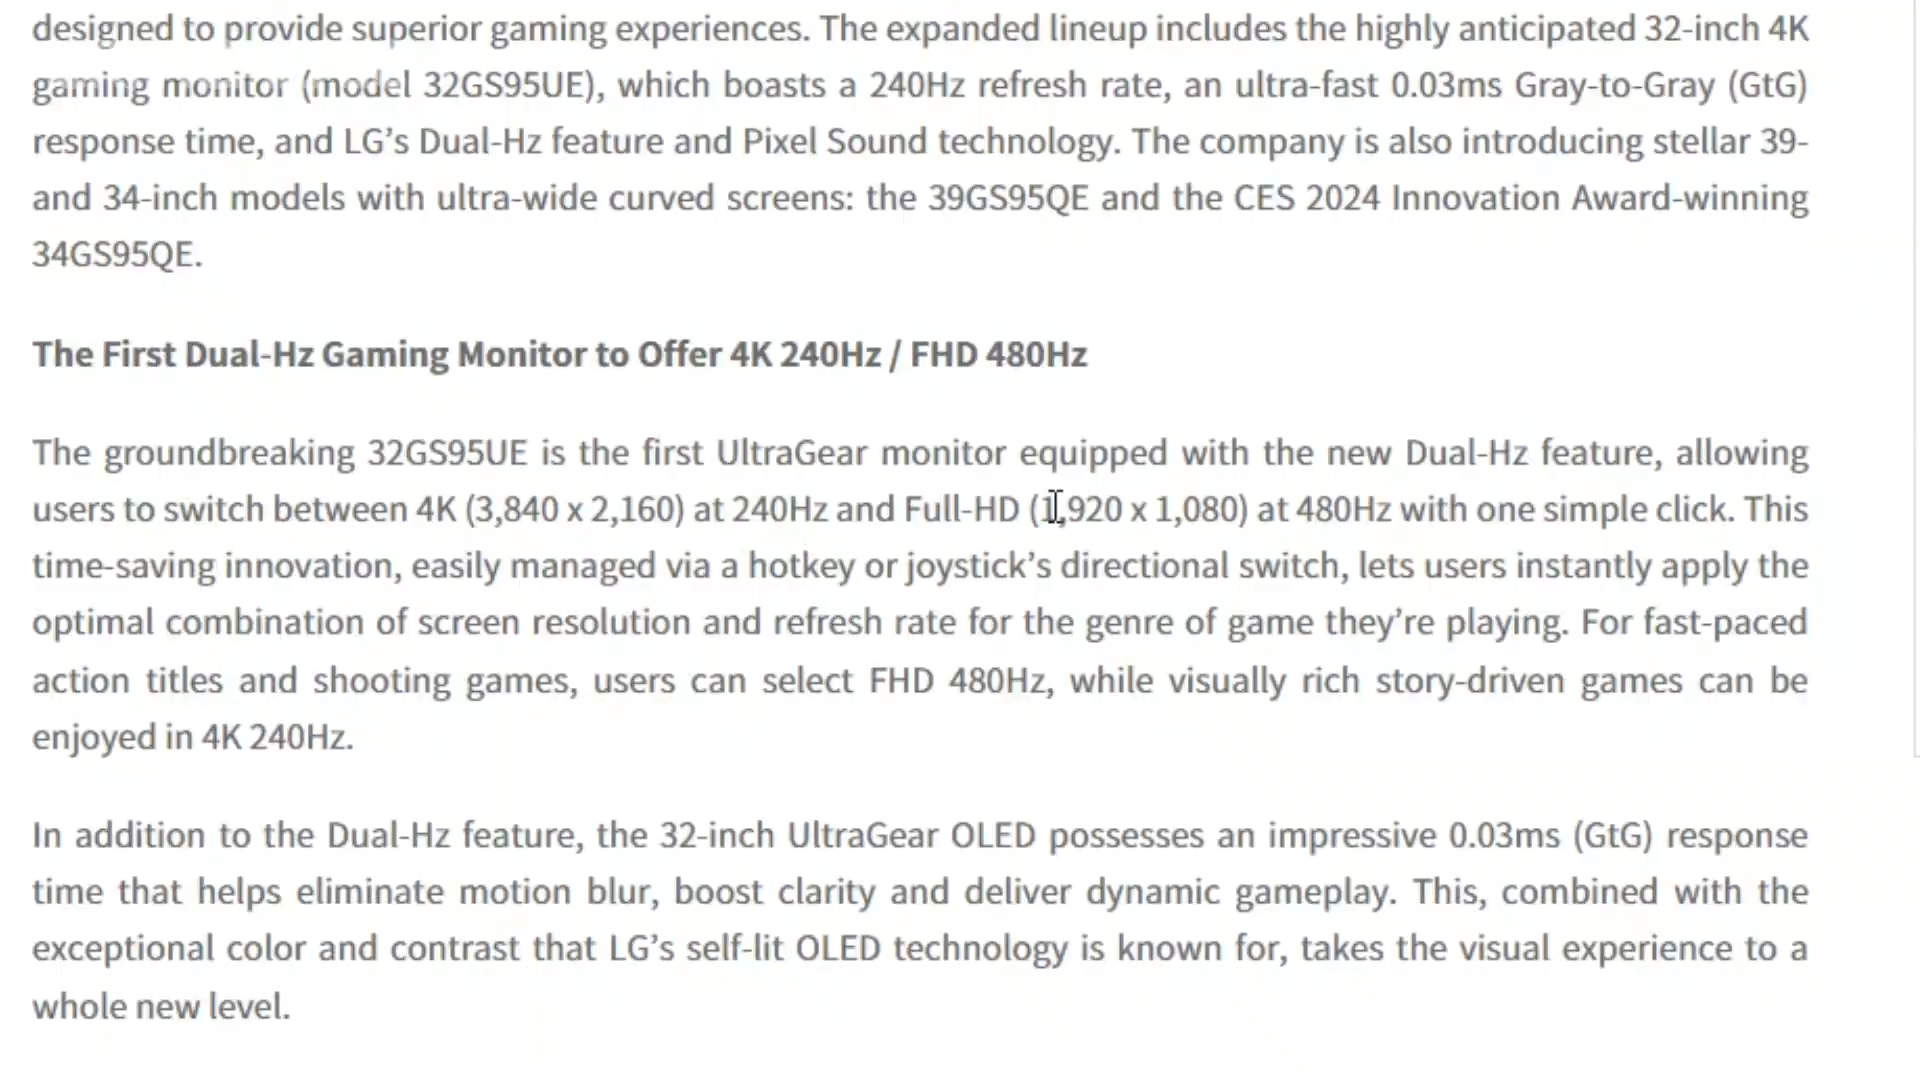 designed to provide superior gaming experiences. The expanded lineup includes the highly anticipated 32-inch 4K
gaming monitor (model 32GS95UE), which boasts a 240Hz refresh rate, an ultra-fast 0.03ms Gray-to-Gray (GtG)
response time, and LG’s Dual-Hz feature and Pixel Sound technology. The company is also introducing stellar 39-
and 34-inch models with ultra-wide curved screens: the 39GS95QE and the CES 2024 Innovation Award-winning
34GS95QE.
The First Dual-Hz Gaming Monitor to Offer 4K 240Hz / FHD 480Hz
The groundbreaking 32GS95UE is the first UltraGear monitor equipped with the new Dual-Hz feature, allowing
users to switch between 4K (3,840 x 2,160) at 240Hz and Full-HD (1,920 x 1,080) at 480Hz with one simple click. This
time-saving innovation, easily managed via a hotkey or joystick’s directional switch, lets users instantly apply the
optimal combination of screen resolution and refresh rate for the genre of game they’re playing. For fast-paced
action titles and shooting games, users can select FHD 480Hz, while visually rich story-driven games can be
enjoyed in 4K 240Hz.
In addition to the Dual-Hz feature, the 32-inch UltraGear OLED possesses an impressive 0.03ms (GtG) response
time that helps eliminate motion blur, boost clarity and deliver dynamic gameplay. This, combined with the
exceptional color and contrast that LG’s self-lit OLED technology is known for, takes the visual experience to a
whole new level.